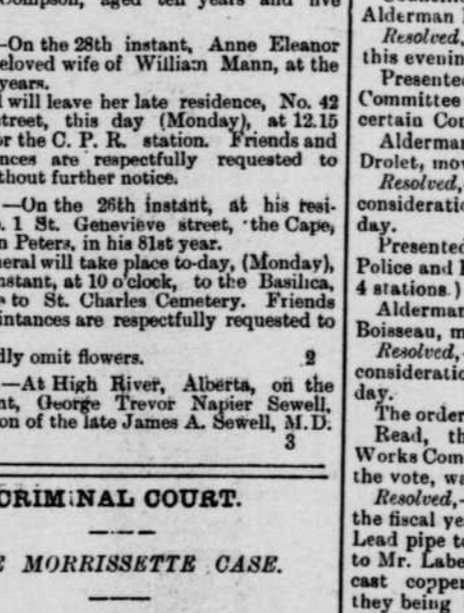 aged ten years and five
—On the 28th instant, Anne Eleanor
eloved wife of William Mann, at the
years.
l will leave her late residence, No. 42
treet, this day (Monday), at 12.15
or the C. P. R. station. Friends and
nces are respectfully requested to
thout further notice.
—On the 26th instant, at his resi-
. 1 St. Geneviève street, the Cape,
n Peters, in his 81st year.
neral will take place to-day, (Monday),
nstant, at 10 o'clock, to the Basilica,
to St. Charles Cemetery. Friends
intances are respectfully requested to
dly omit flowers. 2
—At High River, Alberta, on the
nt, George Trevor Napier Sewell,
on of the late James A. Sewell, M.D.
3
CRIMINAL COURT.
E MORRISSETTE CASE.
Alderman
Resolved,
this evenin
Presented
Committee
certain Cor
Alderman
Drolet, mov
Resolved,
consideratio
day.
Presented
Police and
4 stations.)
Alderman
Boisseau, m
Resolved,
consideratio
day.
The order
Read, th
Works Com
the vote, wa
Resolved,—
the fiscal ye
Lead pipe to
to Mr. Labe
cast copper
they being